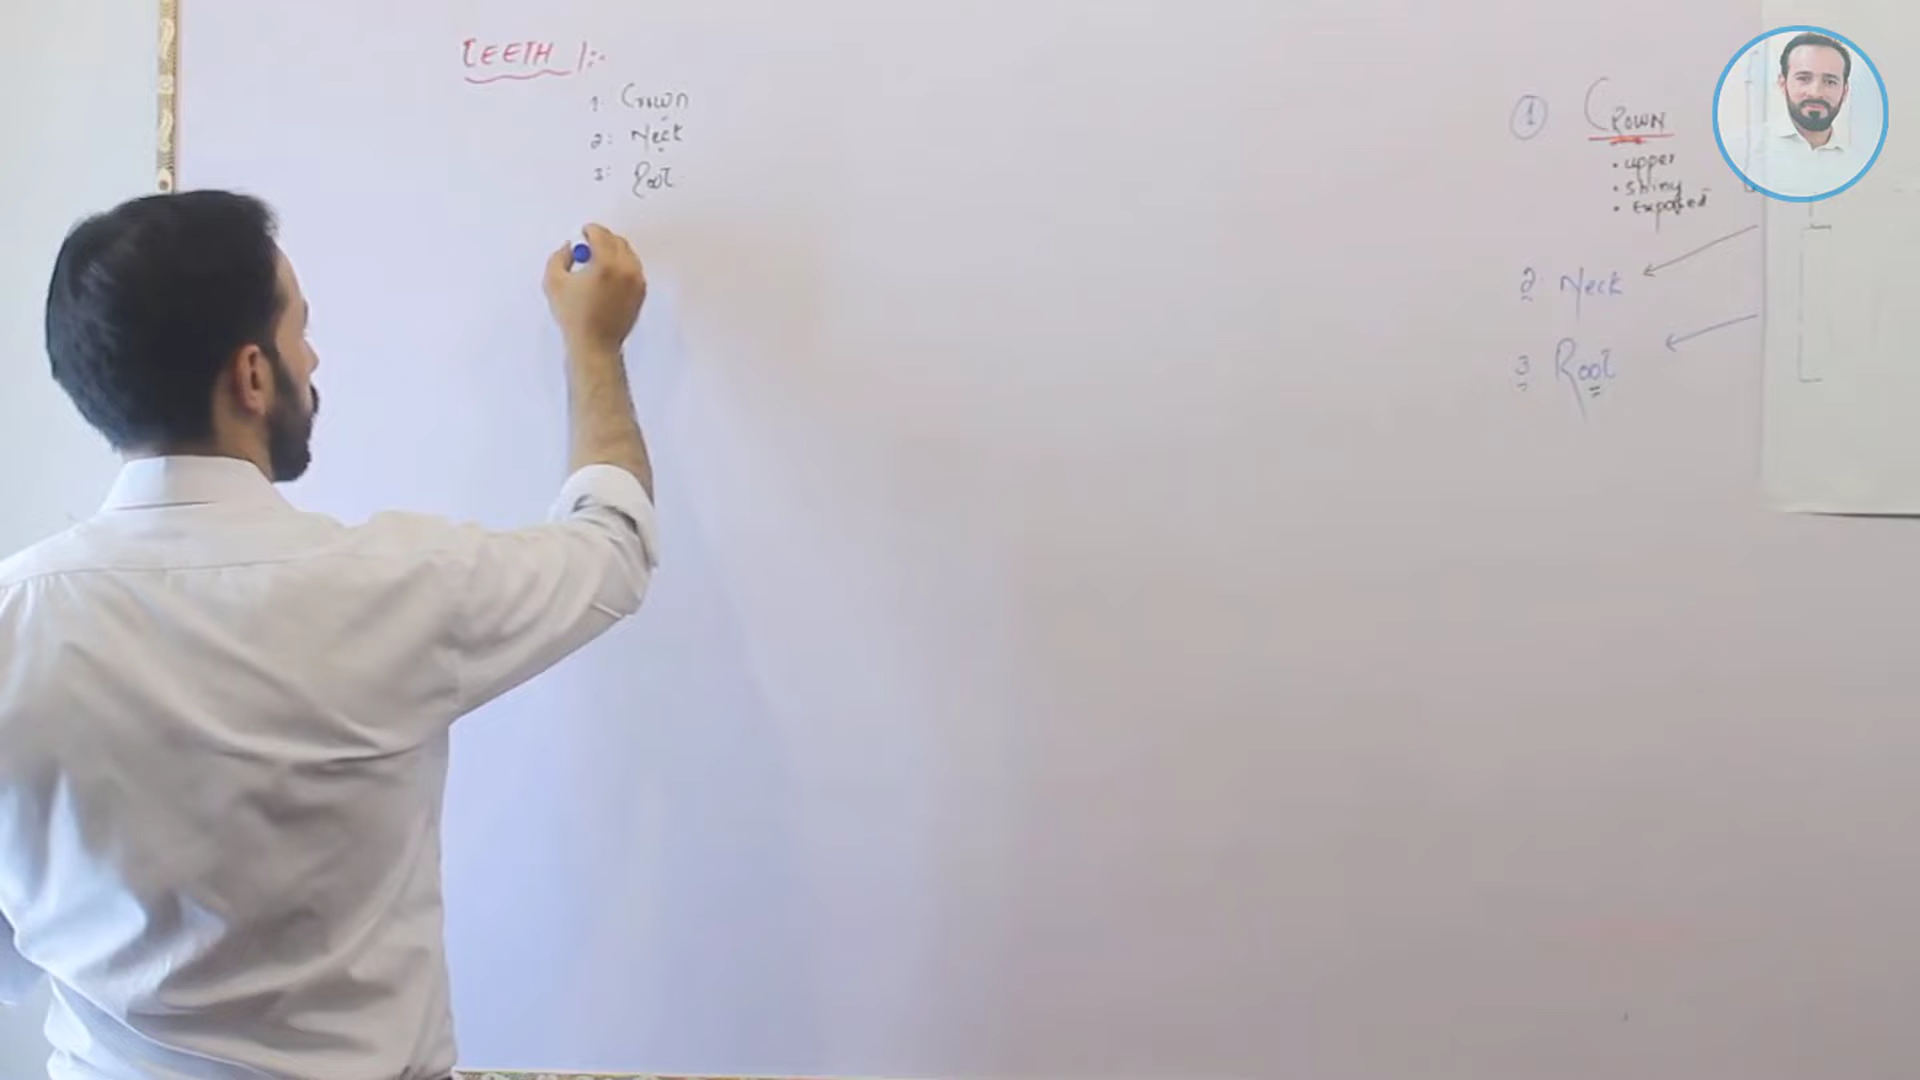 TEETH /:-
1. Crown
2: Neck
3: Root
① CROWN
• upper
• shiny
• Exposed
2. Neck
3 Root